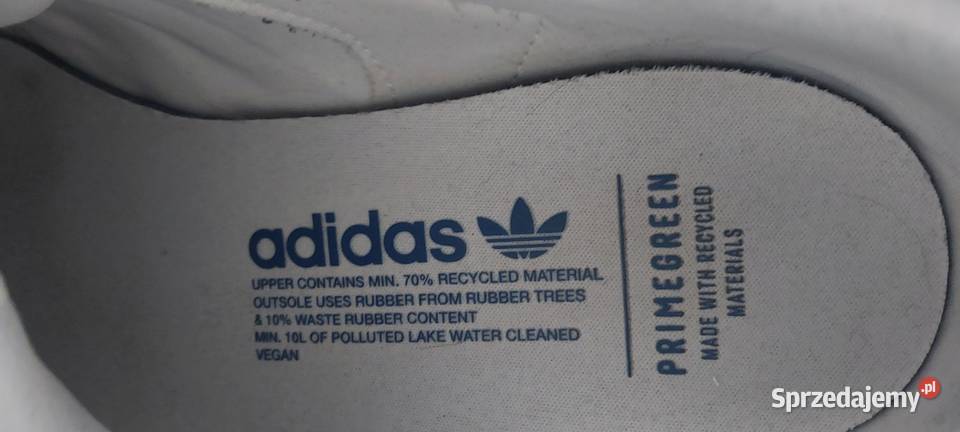 adidas
UPPER CONTAINS MIN. 70% RECYCLED MATERIAL
OUTSOLE USES RUBBER FROM RUBBER TREES
& 10% WASTE RUBBER CONTENT
MIN. 10L OF POLLUTED LAKE WATER CLEANED
VEGAN
PRIMEGREEN
MADE WITH RECYCLED
MATERIALS
Sprzedajemy.pl